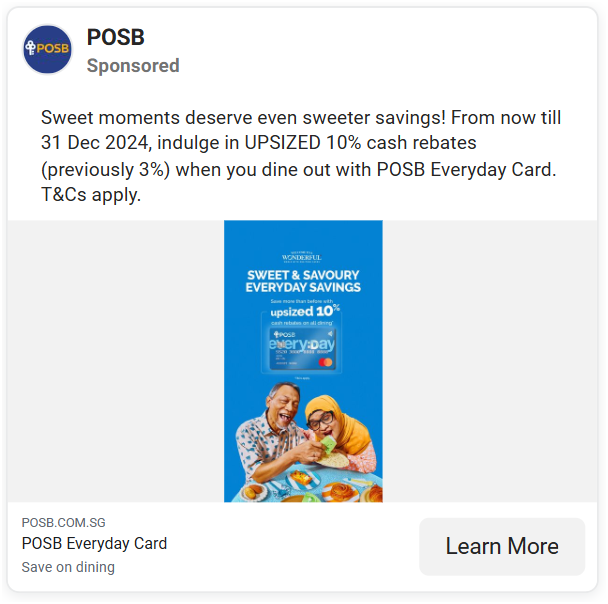 POSB
POSB
Sponsored
Sweet moments deserve even sweeter savings! From now till
31 Dec 2024, indulge in UPSIZED 10% cash rebates
(previously 3%) when you dine out with POSB Everyday Card.
T&Cs apply.
WONDERFUL
SWEET & SAVOURY
EVERYDAY SAVINGS
Save more than before with
upsized 10%
cash rebates on all dining*
POSB
everyday
POSB.COM.SG
POSB Everyday Card
Save on dining
Learn More